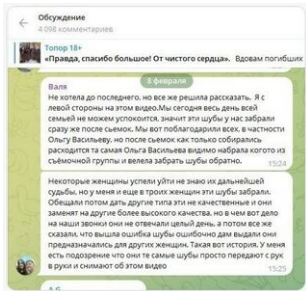 Обсуждение
4 098 комментариев
Топор 18+
«Правда, спасибо большое! От чистого сердца». Вдовам погибших
8 февраля
Валя
Не хотела до последнего, но все же решила рассказать. Я с
левой стороны на этом видео.Мы сегодня весь день всей
семьей не можем успокоится, значит эти шубы у нас забрали
сразу же после сьемок. Мы вот поблагодарили всех, в частности
Ольгу Васильеву, но после сьемок как только собирались
расходится та самая Ольга Васильева видимо набрала когото из
съёмочной группы и велела забрать шубы обратно.
15:24
Некоторые женщины успели уйти не знаю их дальнейшей
судьбы, но у меня и еще в троих женщин эти шубы забрали.
Обещали потом дать другие типа эти не качественные и они
заменят на другие более высокого качества, но в чем вот дело
на наши звонки они не отвечали целый день, а потом все же
сказали, что вышла ошибка шубы ошибочно дам выдали они
предназначались для других женщин. Такая вот история. У меня
есть подозрение что они те самые шубы просто передают с рук
в руки и снимают об этом видео
15:25